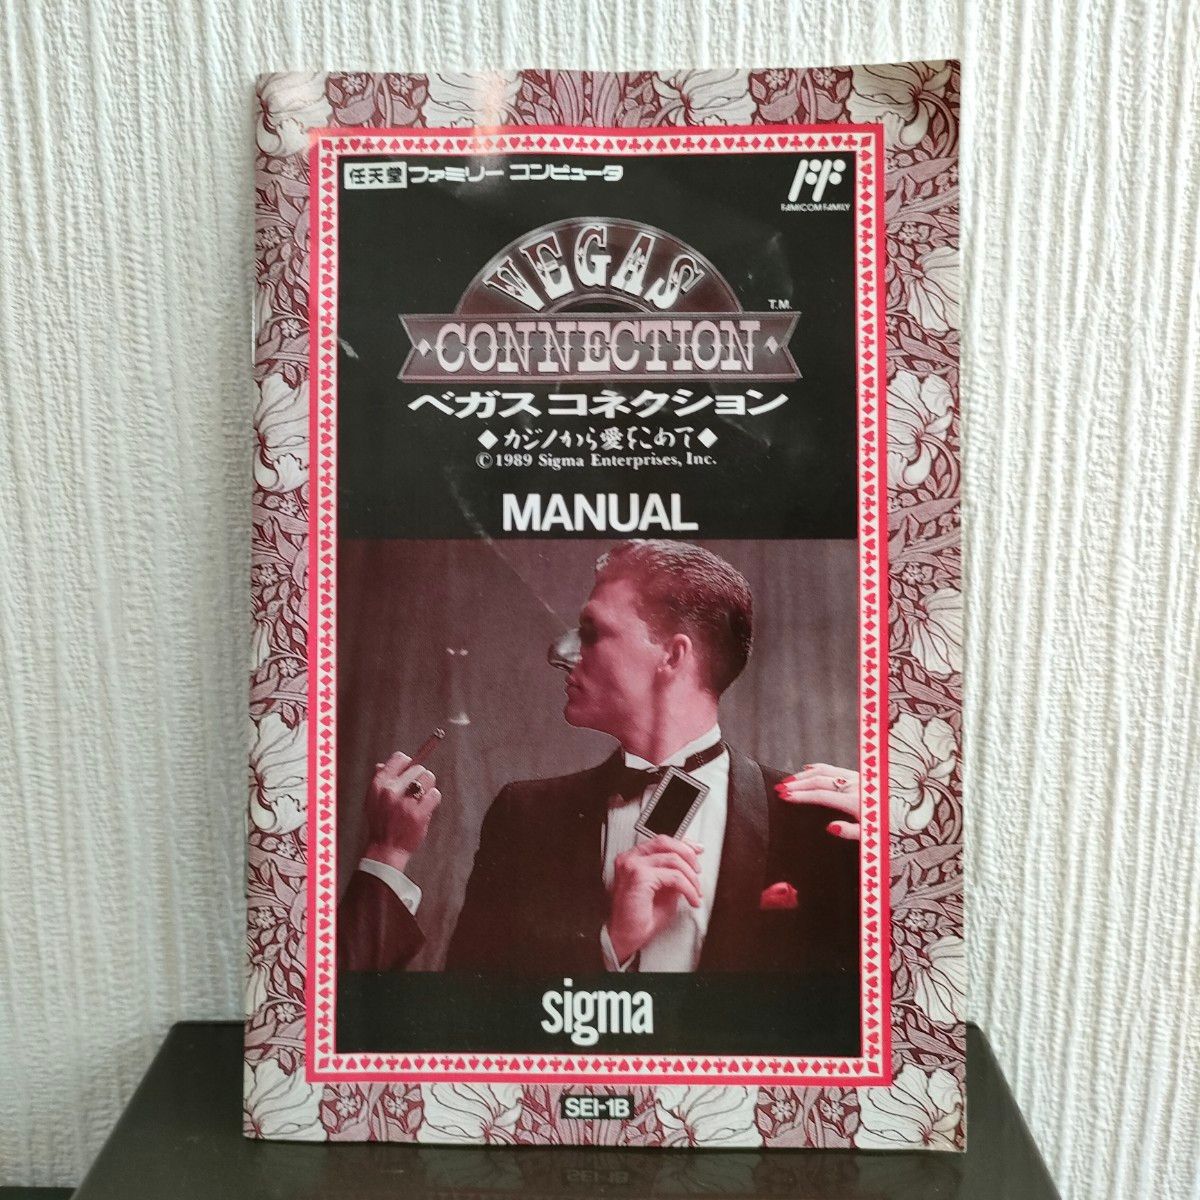 任天堂 ファミリー コンピュータ
FAMICOM FAMILY
VEGAS
T.M.
CONNECTION
ベガスコネクション
◆カジノから愛をこめて◆
©1989 Sigma Enterprises, Inc.
MANUAL
sigma
SEI-1B